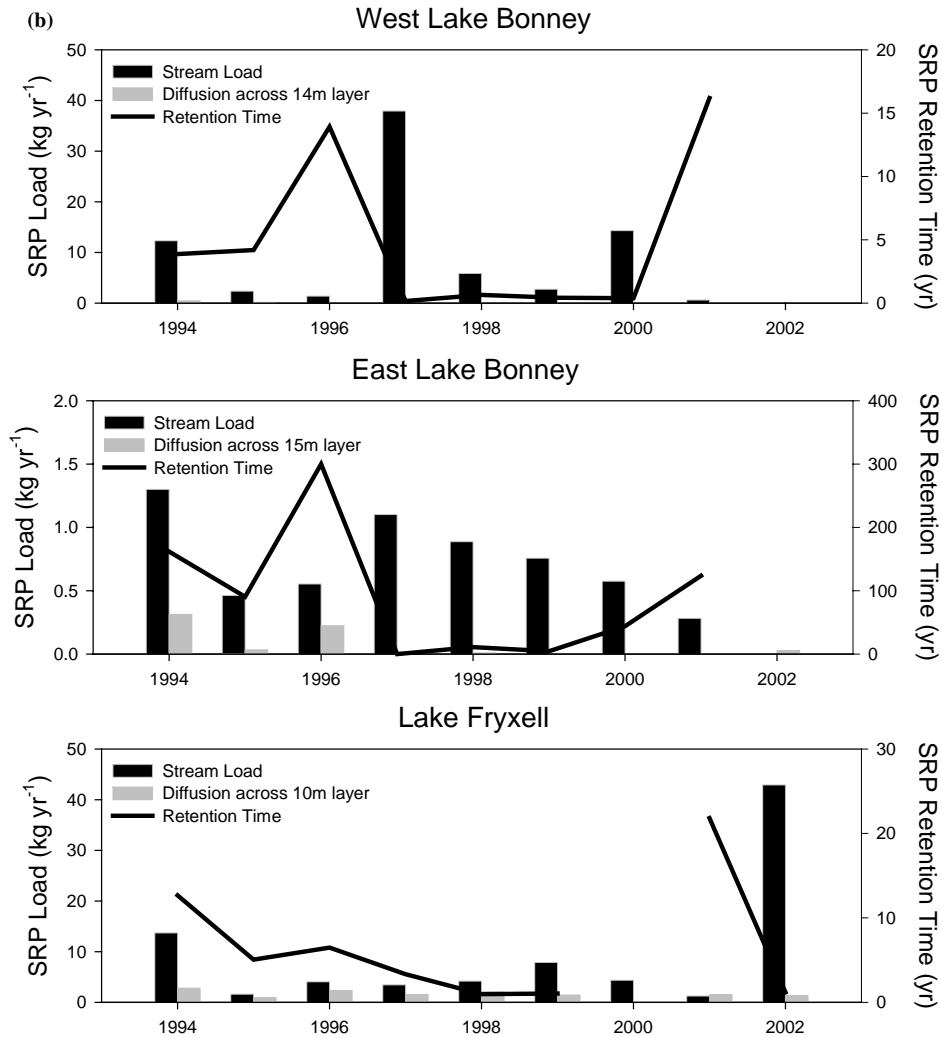 (b)
West Lake Bonney
50
40
30
20
10
0
SRP Load (kg yr⁻¹)
Stream Load
Diffusion across 14m layer
Retention Time
20
15
10
5
0
SRP Retention Time (yr)
1994 1996 1998 2000 2002
East Lake Bonney
2.0
1.5
1.0
0.5
0.0
SRP Load (kg yr⁻¹)
Stream Load
Diffusion across 15m layer
Retention Time
400
300
200
100
0
SRP Retention Time (yr)
1994 1996 1998 2000 2002
Lake Fryxell
50
40
30
20
10
0
SRP Load (kg yr⁻¹)
Stream Load
Diffusion across 10m layer
Retention Time
30
20
10
0
SRP Retention Time (yr)
1994 1996 1998 2000 2002